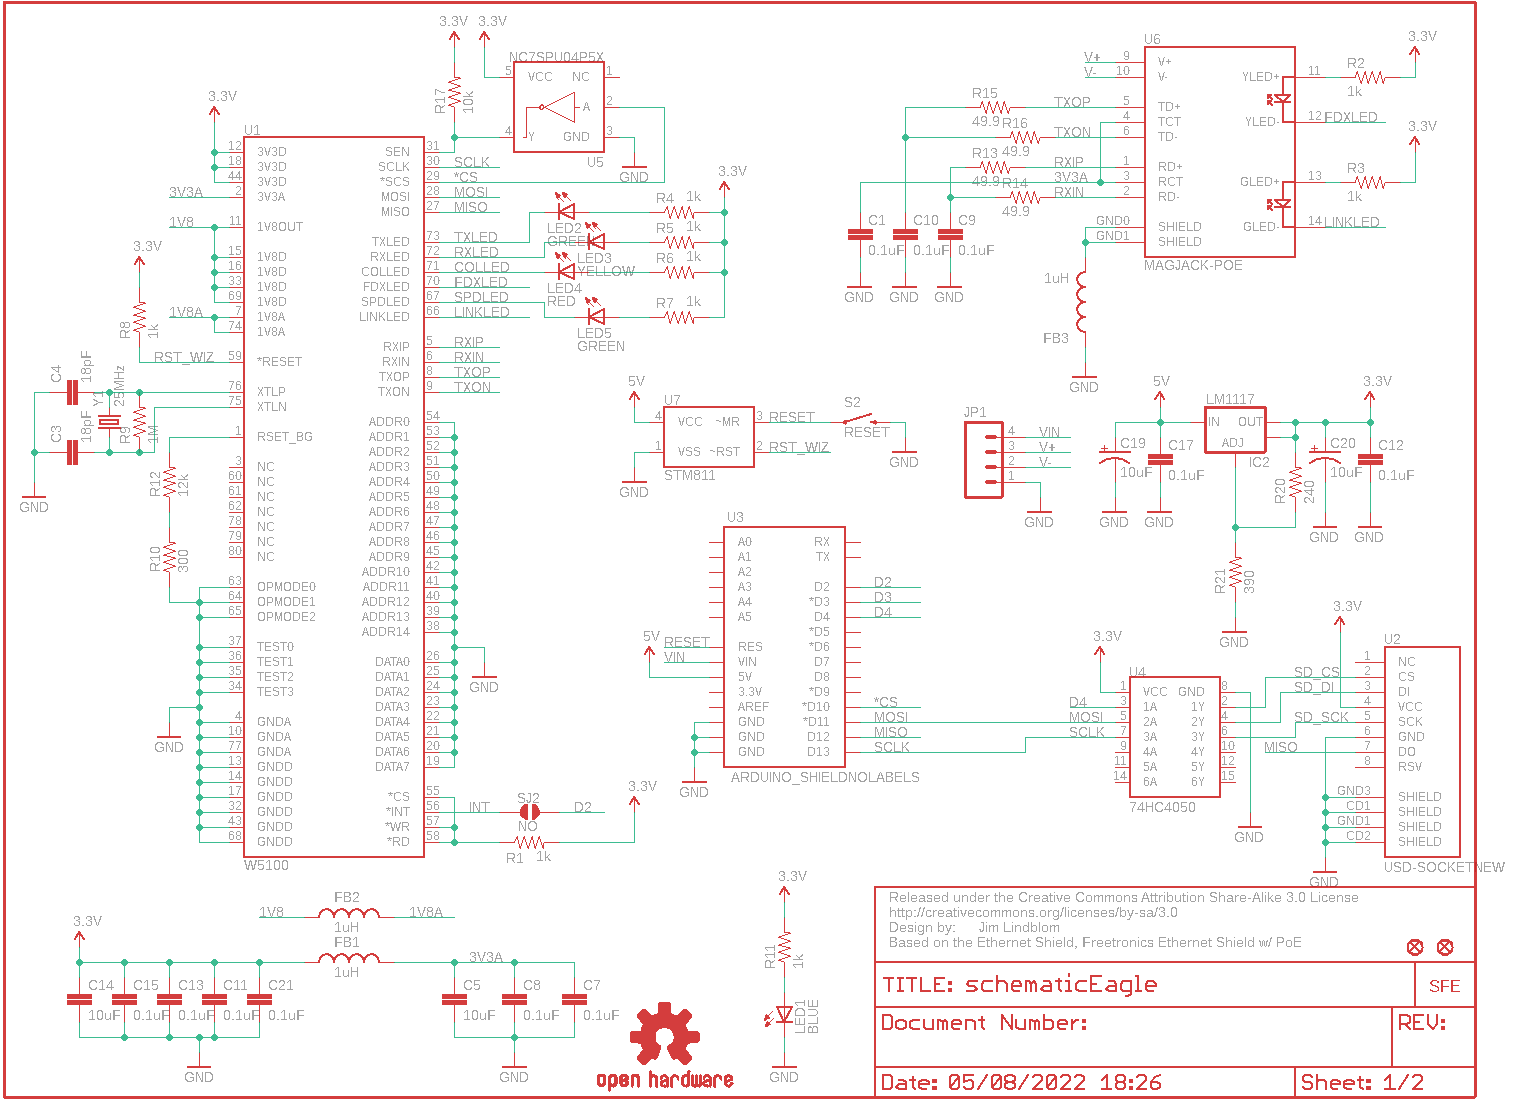 3.3V 3.3V
NC7SPU04P5X
5 VCC NC 1
2 A
4 Y GND 3
U5
GND
R17 10k
3.3V
U1
12 3V3D
18 3V3D
44 3V3D
3V3A 2 3V3A
1V8 11 1V8OUT
15 1V8D
16 1V8D
33 1V8D
69 1V8D
1V8A 7 1V8A
74 1V8A
RST_WIZ 59 *RESET
76 XTLP
75 XTLN
1 RSET_BG
3 NC
60 NC
61 NC
62 NC
78 NC
79 NC
80 NC
63 OPMODE0
64 OPMODE1
65 OPMODE2
37 TEST0
36 TEST1
35 TEST2
34 TEST3
4 GNDA
10 GNDA
77 GNDA
13 GNDD
14 GNDD
17 GNDD
32 GNDD
43 GNDD
68 GNDD
W5100
SEN 31
SCLK 30 SCLK
*SCS 29 *CS
MOSI 28 MOSI
MISO 27 MISO
TXLED 73 TXLED
RXLED 72 RXLED
COLLED 71 COLLED
FDXLED 70 FDXLED
SPDLED 67 SPDLED
LINKLED 66 LINKLED
RXIP 5 RXIP
RXIN 6 RXIN
TXOP 8 TXOP
TXON 9 TXON
ADDR0 54
ADDR1 53
ADDR2 52
ADDR3 51
ADDR4 50
ADDR5 49
ADDR6 48
ADDR7 47
ADDR8 46
ADDR9 45
ADDR10 42
ADDR11 41
ADDR12 40
ADDR13 39
ADDR14 38
DATA0 26
DATA1 25
DATA2 24
DATA3 23
DATA4 22
DATA5 21
DATA6 20
DATA7 19
*CS 55
*INT 56 INT
*WR 57
*RD 58
GND
SJ2
NO
D2
R1 1k
3.3V
3.3V
R8 1k
C4 18pF
C3 18pF
Y1 25MHz
R9 1M
GND
R12 12k
R10 300
GND
3.3V
LED2
GREEN
LED3
YELLOW
LED4
RED
LED5
GREEN
R4 1k
R5 1k
R6 1k
R7 1k
U6
V+ 9 V+
V- 10 V-
R15 49.9 TXOP 5 TD+
4 TCT
R16 49.9 TXON 6 TD-
R13 49.9 RXIP 1 RD+
3V3A 3 RCT
R14 49.9 RXIN 2 RD-
GND0 SHIELD
GND1 SHIELD
MAGJACK-POE
YLED+ 11
YLED- 12 FDXLED
GLED+ 13
GLED- 14 LINKLED
R2 1k 3.3V
R3 1k 3.3V
C1 0.1uF
C10 0.1uF
C9 0.1uF
GND GND GND
1uH
FB3
GND
5V
U7
4 VCC ~MR 3 RESET
1 VSS ~RST 2 RST_WIZ
STM811
GND
S2
RESET
GND
JP1
4 VIN
3 V+
2 V-
1
GND
5V
LM1117
IN OUT
ADJ
IC2
3.3V
C19 10uF
C17 0.1uF
C20 10uF
C12 0.1uF
GND GND GND GND
R20 240
R21 390
GND
U3
A0 RX
A1 TX
A2
A3 D2 D2
A4 *D3 D3
A5 D4 D4
*D5
RESET RES *D6
VIN VIN D7
5V 5V D8
3.3V *D9
AREF *D10 *CS
GND *D11 MOSI
GND D12 MISO
GND D13 SCLK
GND
ARDUINO_SHIELDNOLABELS
3.3V
U4
1 VCC GND 8
D4 3 1A 1Y 2
MOSI 5 2A 2Y 4
SCLK 7 3A 3Y 6
9 4A 4Y 10
11 5A 5Y 12
14 6A 6Y 15
74HC4050
GND
3.3V
U2
1 NC
SD_CS 2 CS
SD_DI 3 DI
4 VCC
SD_SCK 5 SCK
6 GND
MISO 7 DO
8 RSV
GND3 SHIELD
CD1 SHIELD
GND1 SHIELD
CD2 SHIELD
GND
USD-SOCKETNEW
3.3V
1V8 FB2 1V8A
1uH
FB1
1uH
3V3A
C14 10uF
C15 0.1uF
C13 0.1uF
C11 0.1uF
C21 0.1uF
GND
C5 10uF
C8 0.1uF
C7 0.1uF
GND
3.3V
R11 1k
LED1
BLUE
GND
open hardware
Released under the Creative Commons Attribution Share-Alike 3.0 License
http://creativecommons.org/licenses/by-sa/3.0
Design by: Jim Lindblom
Based on the Ethernet Shield, Freetronics Ethernet Shield w/ PoE
TITLE: schematicEagle
SFE
Document Number:
REV:
Date: 05/08/2022 18:26
Sheet: 1/2